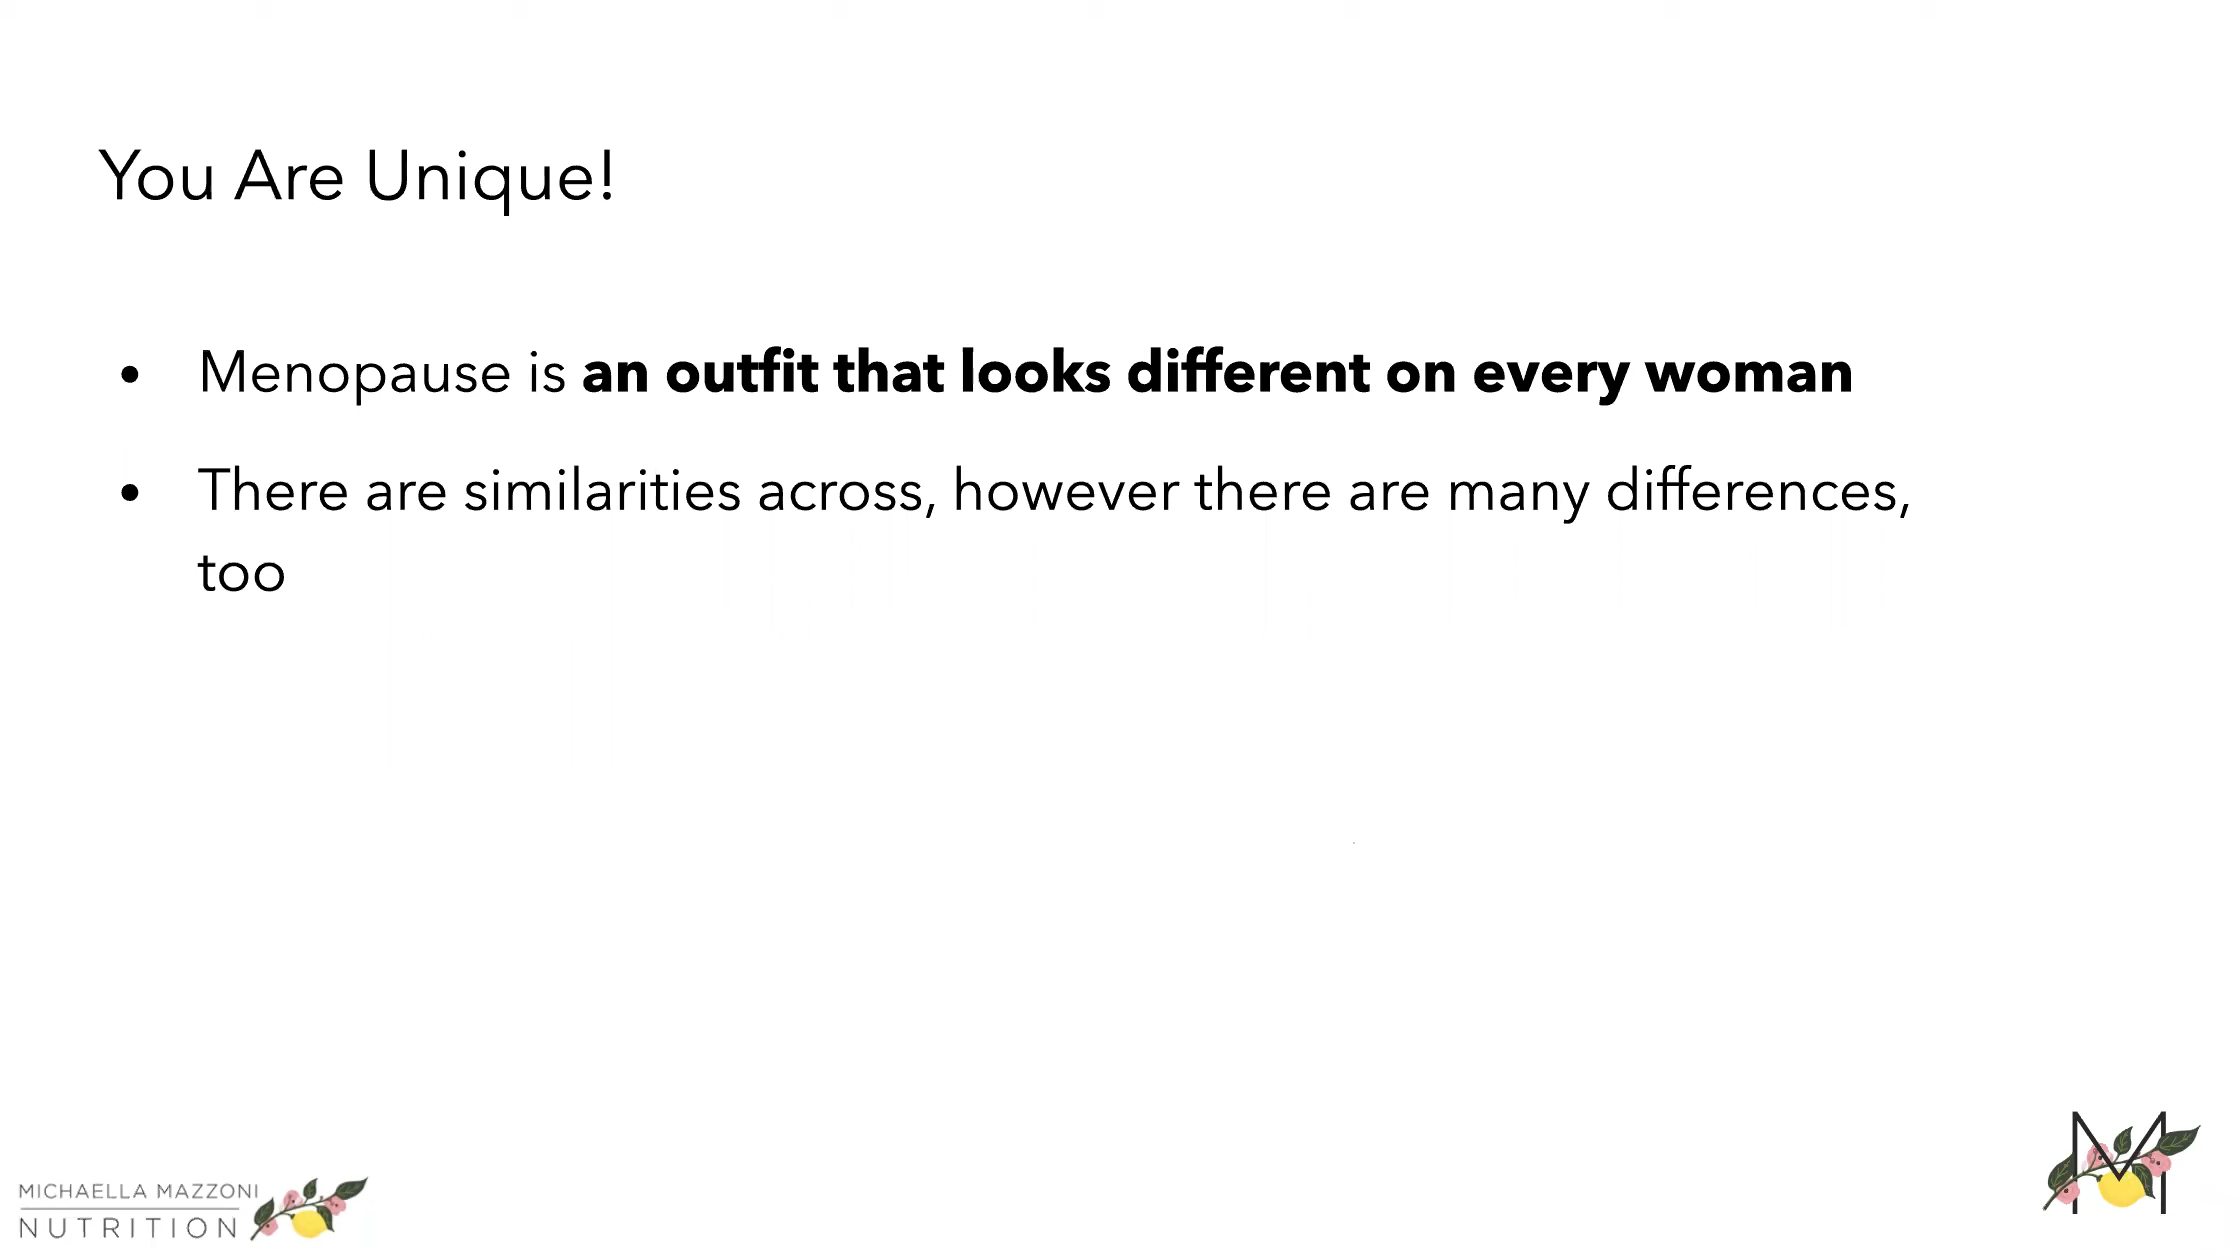 You Are Unique!
• Menopause is an outfit that looks different on every woman
• There are similarities across, however there are many differences,
too
MICHAELLA MAZZONI
NUTRITION
M